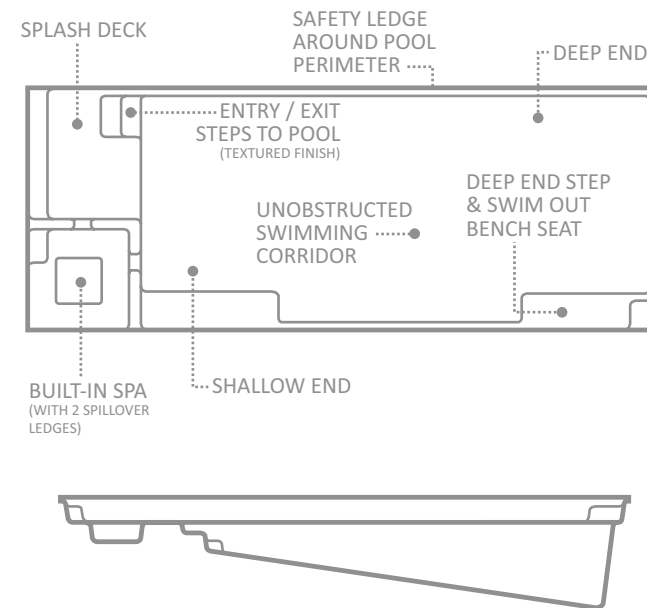 SPLASH DECK
SAFETY LEDGE
AROUND POOL
PERIMETER
DEEP END
ENTRY / EXIT
STEPS TO POOL
(TEXTURED FINISH)
UNOBSTRUCTED
SWIMMING
CORRIDOR
DEEP END STEP
& SWIM OUT
BENCH SEAT
BUILT-IN SPA
(WITH 2 SPILLOVER
LEDGES)
SHALLOW END